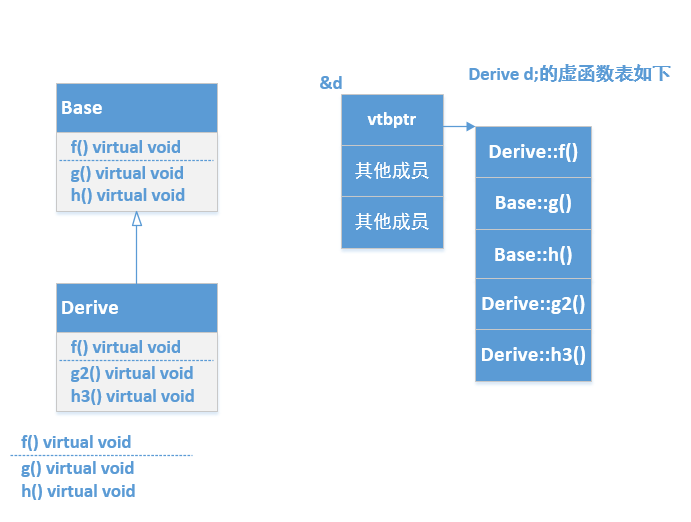 Base
f() virtual void
g() virtual void
h() virtual void
Derive
f() virtual void
g2() virtual void
h3() virtual void
f() virtual void
g() virtual void
h() virtual void
&d
vtbptr
其他成员
其他成员
Derive d;的虚函数表如下
Derive::f()
Base::g()
Base::h()
Derive::g2()
Derive::h3()